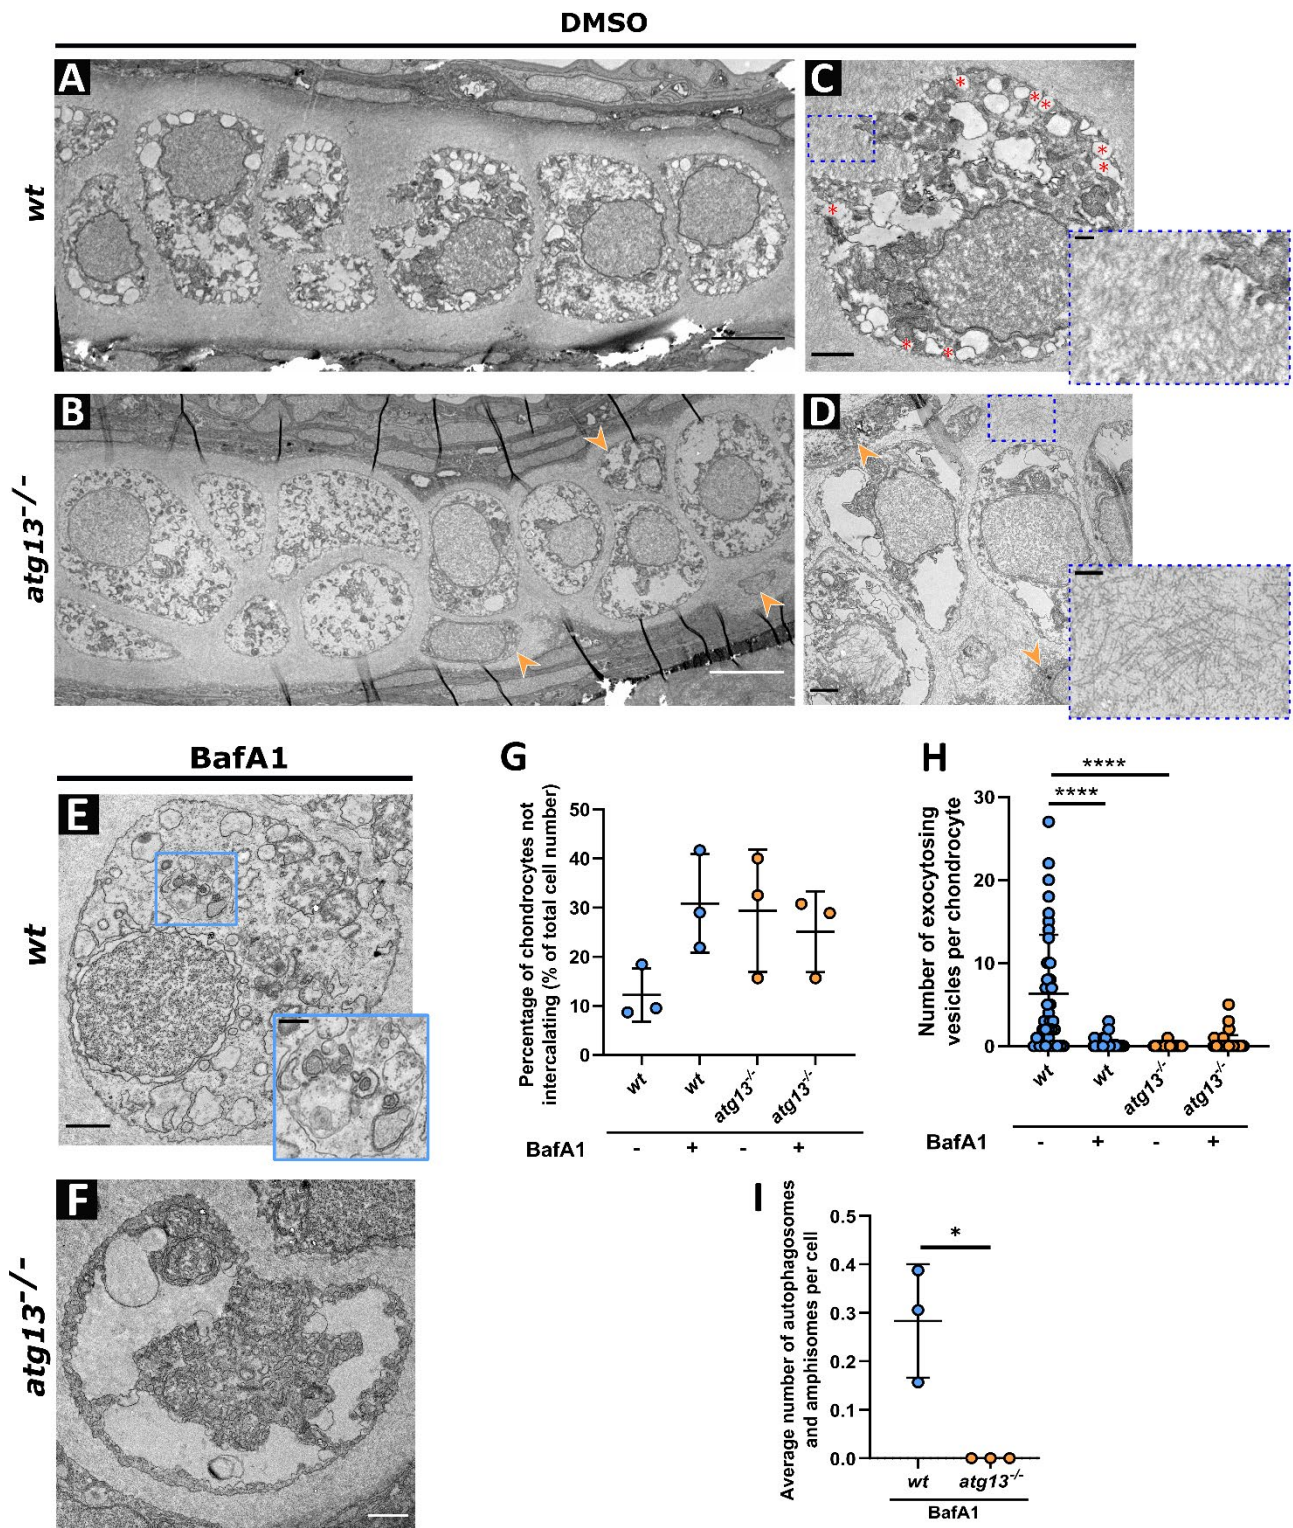 DMSO
A
C
wt
B
D
atg13⁻/⁻
BafA1
E
wt
F
atg13⁻/⁻
G
Percentage of chondrocytes not
intercalating (% of total cell number)
50
40
30
20
10
0
wt
wt
atg13⁻/⁻
atg13⁻/⁻
BafA1 - + - +
H
Number of exocytosing
vesicles per chondrocyte
****
****
30
20
10
0
wt
wt
atg13⁻/⁻
atg13⁻/⁻
BafA1 - + - +
I
Average number of autophagosomes
and amphisomes per cell
*
0.5
0.4
0.3
0.2
0.1
0.0
wt atg13⁻/⁻
BafA1